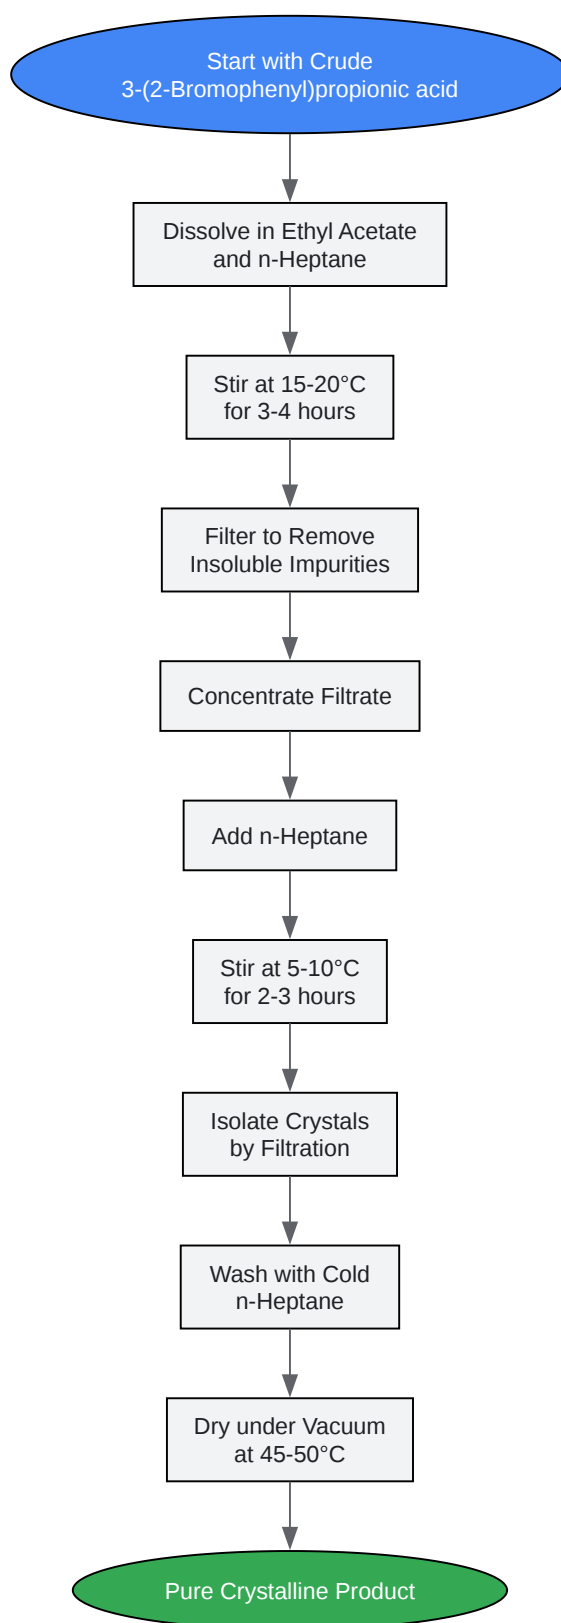 Start with Crude
3-(2-Bromophenyl)propionic acid
Dissolve in Ethyl Acetate
and n-Heptane
Stir at 15-20°C
for 3-4 hours
Filter to Remove
Insoluble Impurities
Concentrate Filtrate
Add n-Heptane
Stir at 5-10°C
for 2-3 hours
Isolate Crystals
by Filtration
Wash with Cold
n-Heptane
Dry under Vacuum
at 45-50°C
Pure Crystalline Product